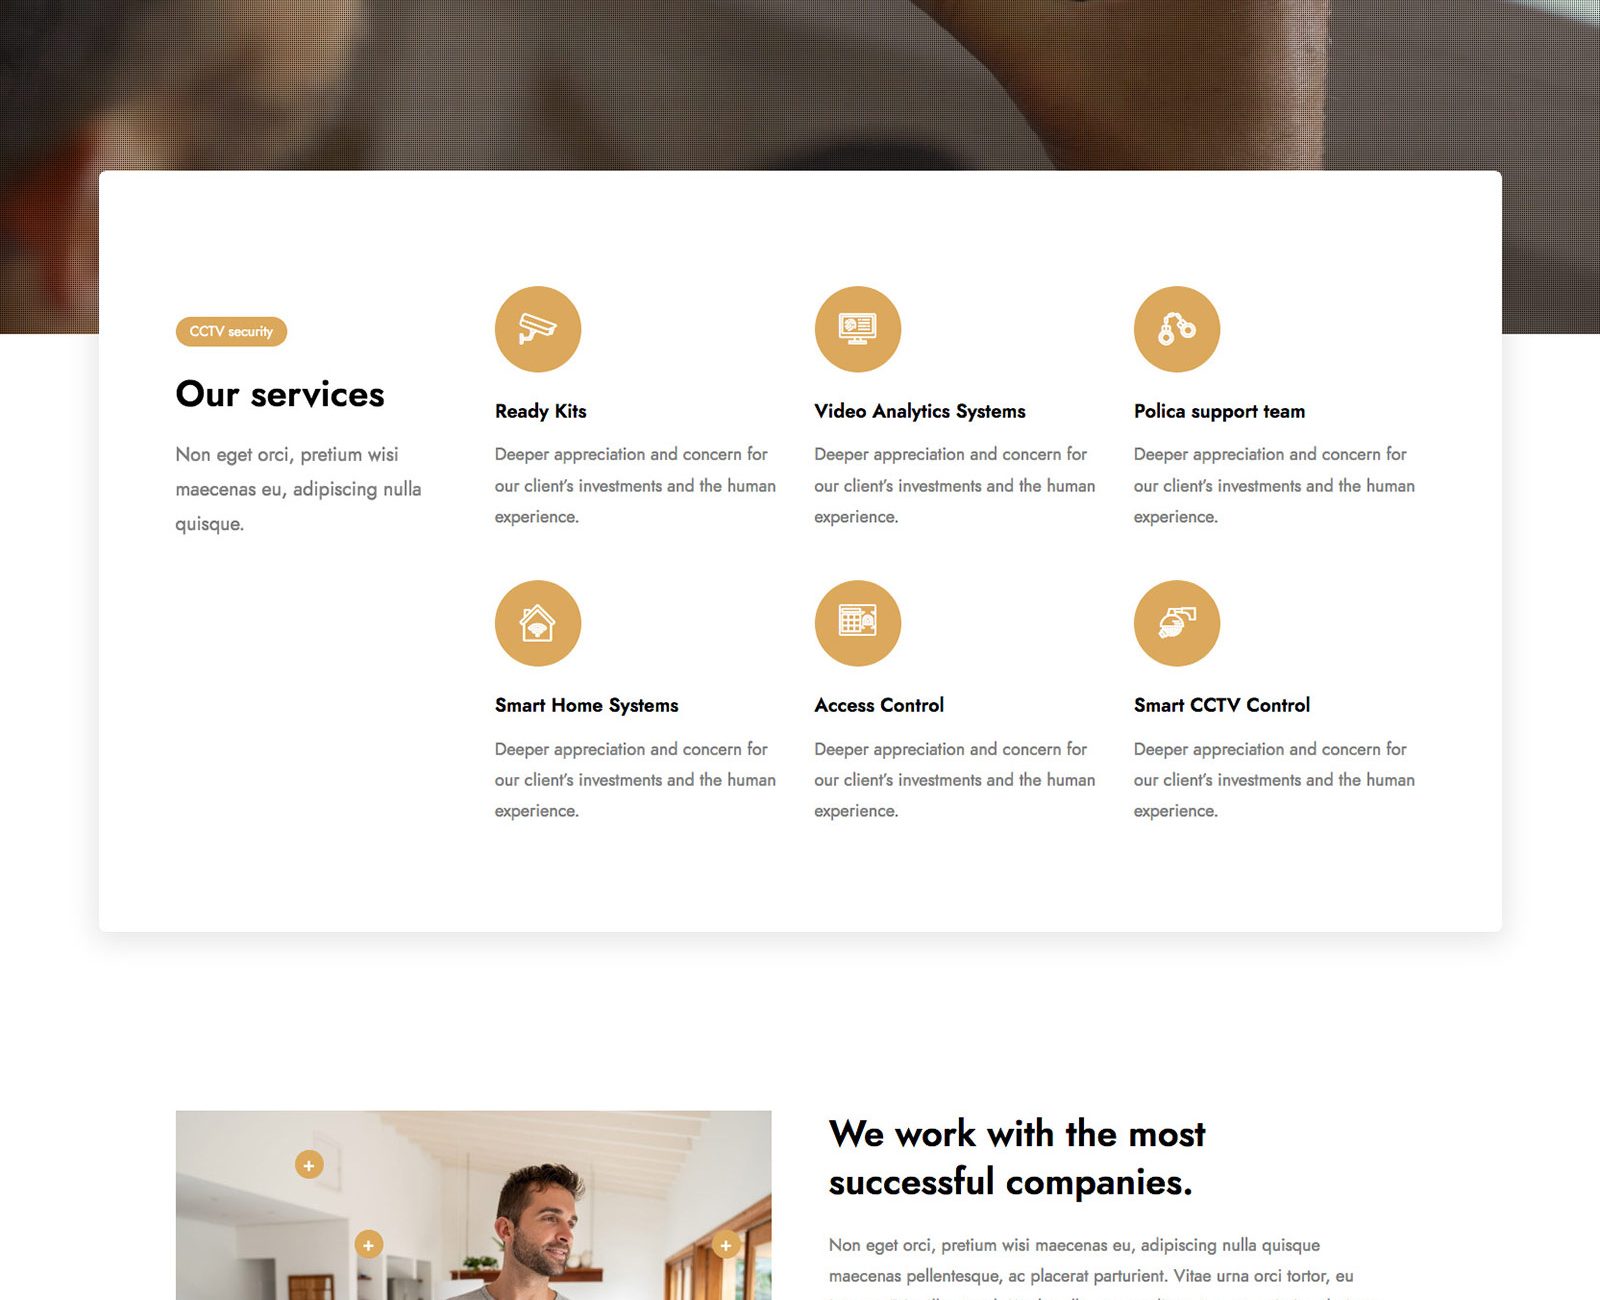 CCTV security
Our services
Non eget orci, pretium wisi
maecenas eu, adipiscing nulla
quisque.
Ready Kits
Deeper appreciation and concern for
our client's investments and the human
experience.
Video Analytics Systems
Deeper appreciation and concern for
our client's investments and the human
experience.
Polica support team
Deeper appreciation and concern for
our client's investments and the human
experience.
Smart Home Systems
Deeper appreciation and concern for
our client's investments and the human
experience.
Access Control
Deeper appreciation and concern for
our client's investments and the human
experience.
Smart CCTV Control
Deeper appreciation and concern for
our client's investments and the human
experience.
We work with the most
successful companies.
Non eget orci, pretium wisi maecenas eu, adipiscing nulla quisque
maecenas pellentesque, ac placerat parturient. Vitae urna orci tortor, eu